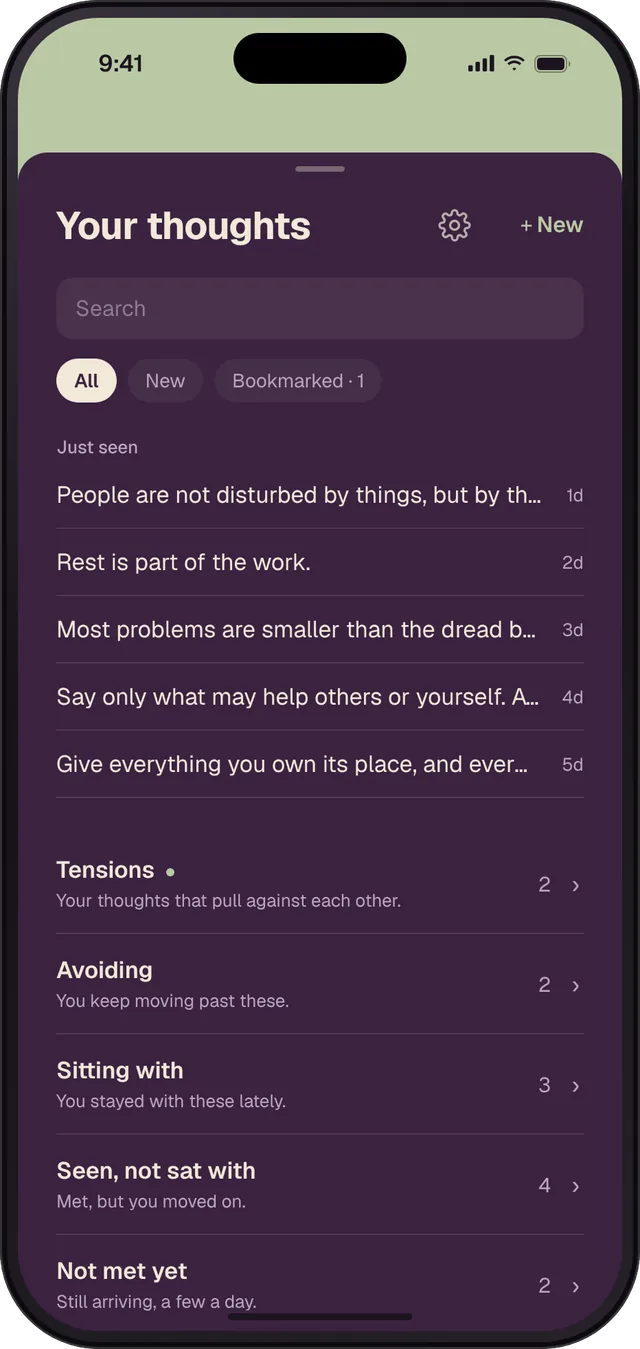 9:41
Your thoughts
+ New
Search
All
New
Bookmarked · 1
Just seen
People are not disturbed by things, but by th... 1d
Rest is part of the work. 2d
Most problems are smaller than the dread b... 3d
Say only what may help others or yourself. A... 4d
Give everything you own its place, and ever... 5d
Tensions
Your thoughts that pull against each other.
2 ›
Avoiding
You keep moving past these.
2 ›
Sitting with
You stayed with these lately.
3 ›
Seen, not sat with
Met, but you moved on.
4 ›
Not met yet
Still arriving, a few a day.
2 ›